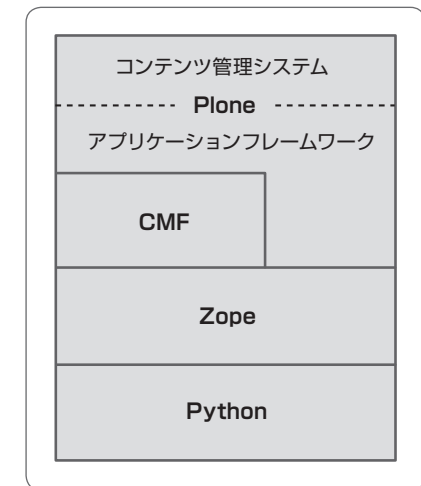 コンテンツ管理システム
Plone
アプリケーションフレームワーク
CMF
Zope
Python